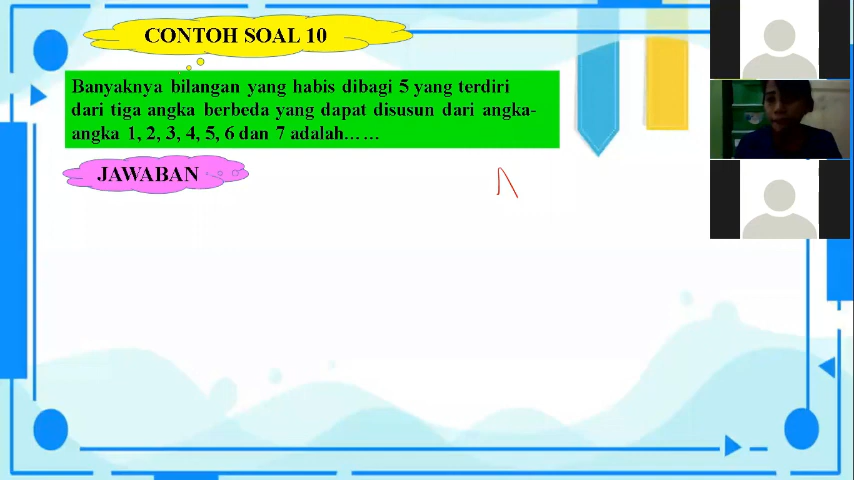 CONTOH SOAL 10
Banyaknya bilangan yang habis dibagi 5 yang terdiri
dari tiga angka berbeda yang dapat disusun dari angka-
angka 1, 2, 3, 4, 5, 6 dan 7 adalah……
JAWABAN